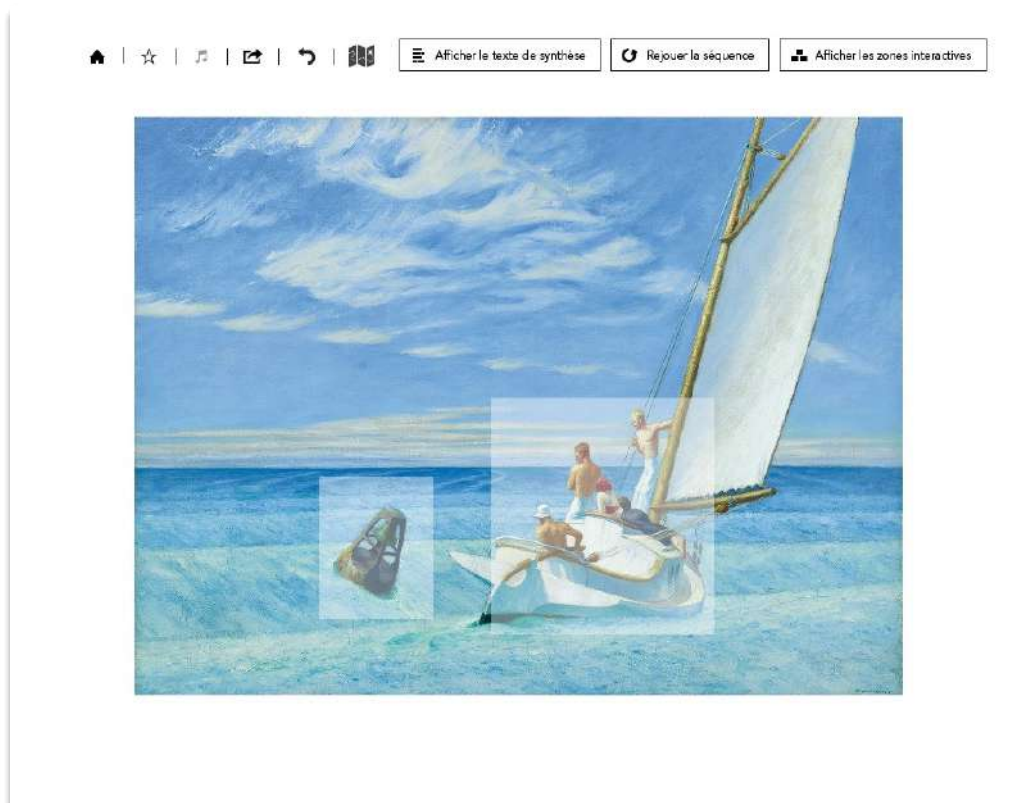 Afficher le texte de synthèse
Rejouer la séquence
Afficher les zones interactives